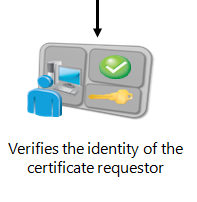 Verifies the identity of the
certificate requestor